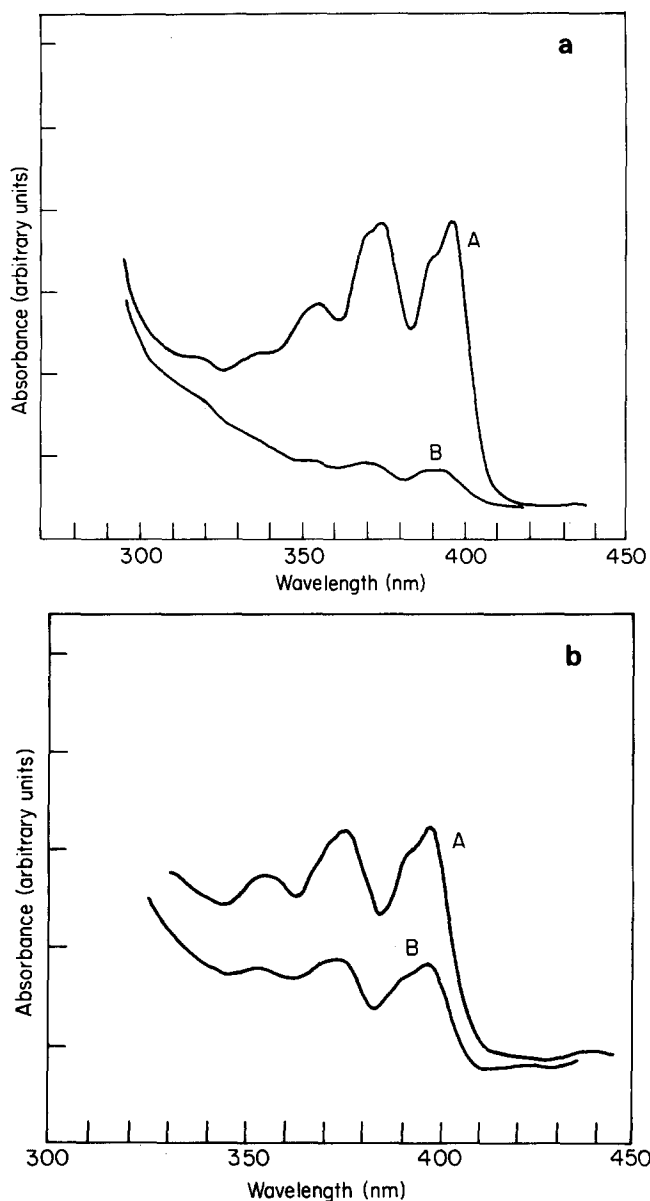 a
Absorbance (arbitrary units)
A
B
300 350 400 450
Wavelength (nm)
b
Absorbance (arbitrary units)
A
B
300 350 400 450
Wavelength (nm)